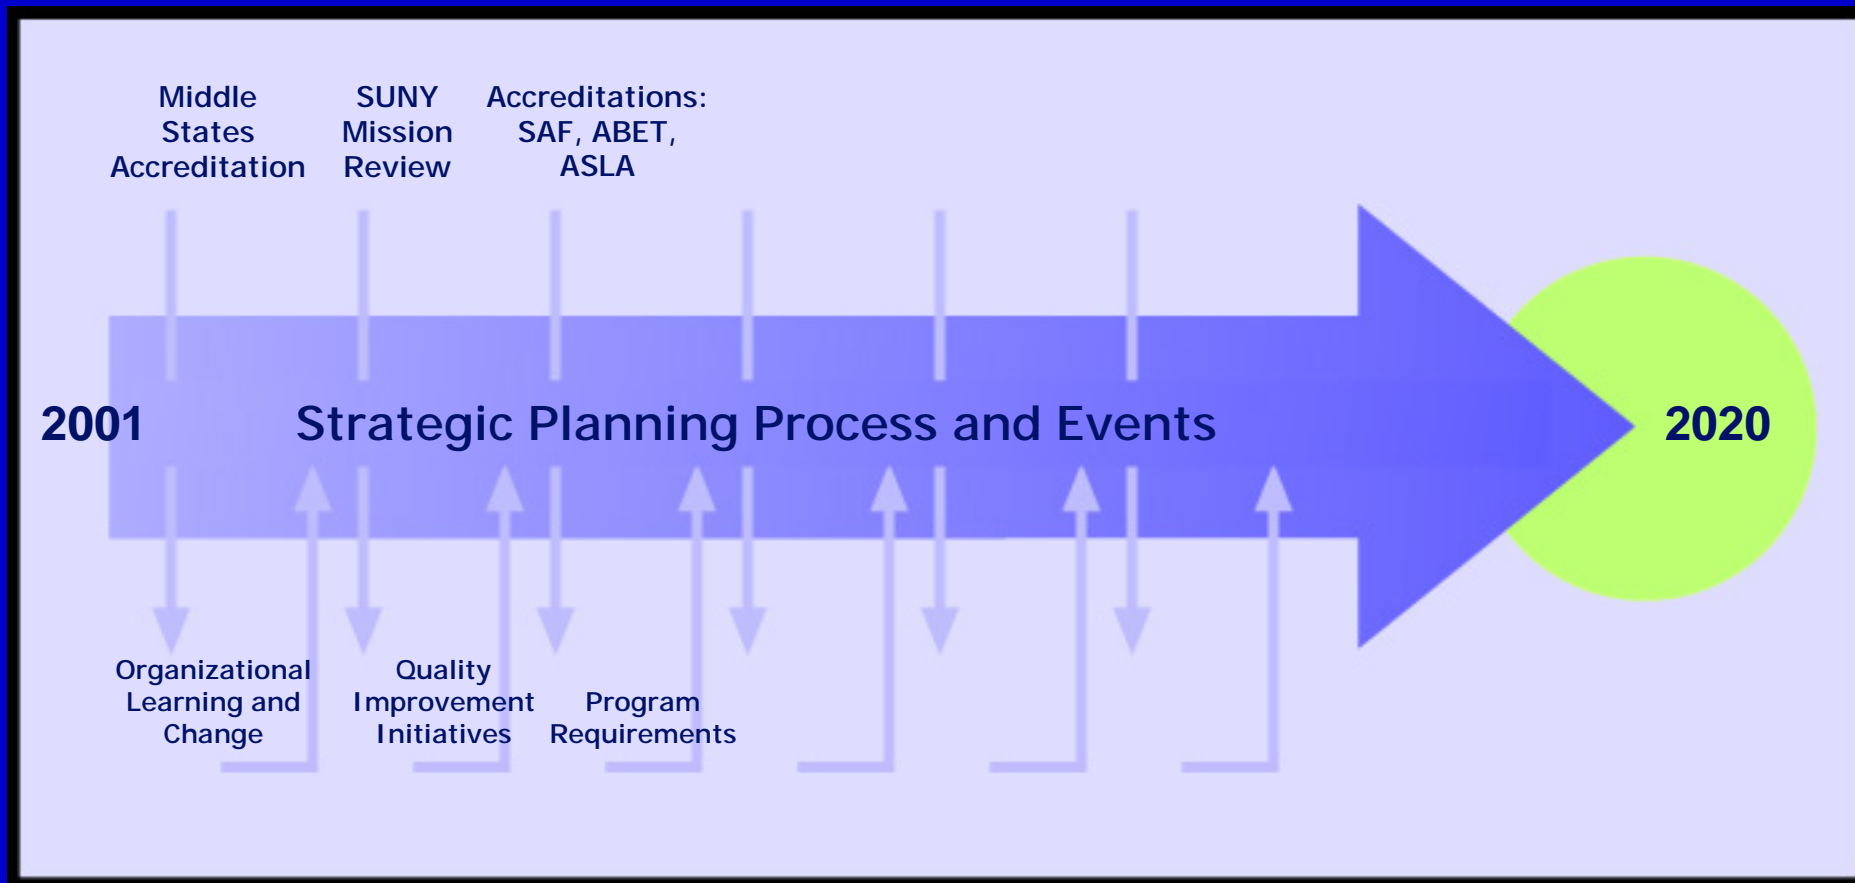 Middle
States
Accreditation
SUNY
Mission
Review
Accreditations:
SAF, ABET,
ASLA
2001
Strategic Planning Process and Events
2020
Organizational
Learning and
Change
Quality
Improvement
Initiatives
Program
Requirements